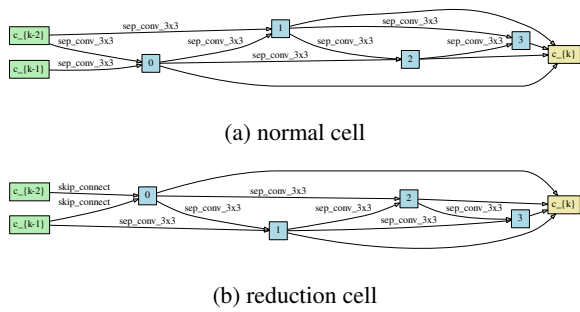 c_{k-2}
sep_conv_3x3
1
sep_conv_3x3
sep_conv_3x3
sep_conv_3x3
sep_conv_3x3
3
c_{k-1}
sep_conv_3x3
0
sep_conv_3x3
2
sep_conv_3x3
c_{k}
(a) normal cell
c_{k-2}
skip_connect
0
sep_conv_3x3
2
c_{k}
skip_connect
c_{k-1}
sep_conv_3x3
sep_conv_3x3
sep_conv_3x3
sep_conv_3x3
3
1
sep_conv_3x3
(b) reduction cell